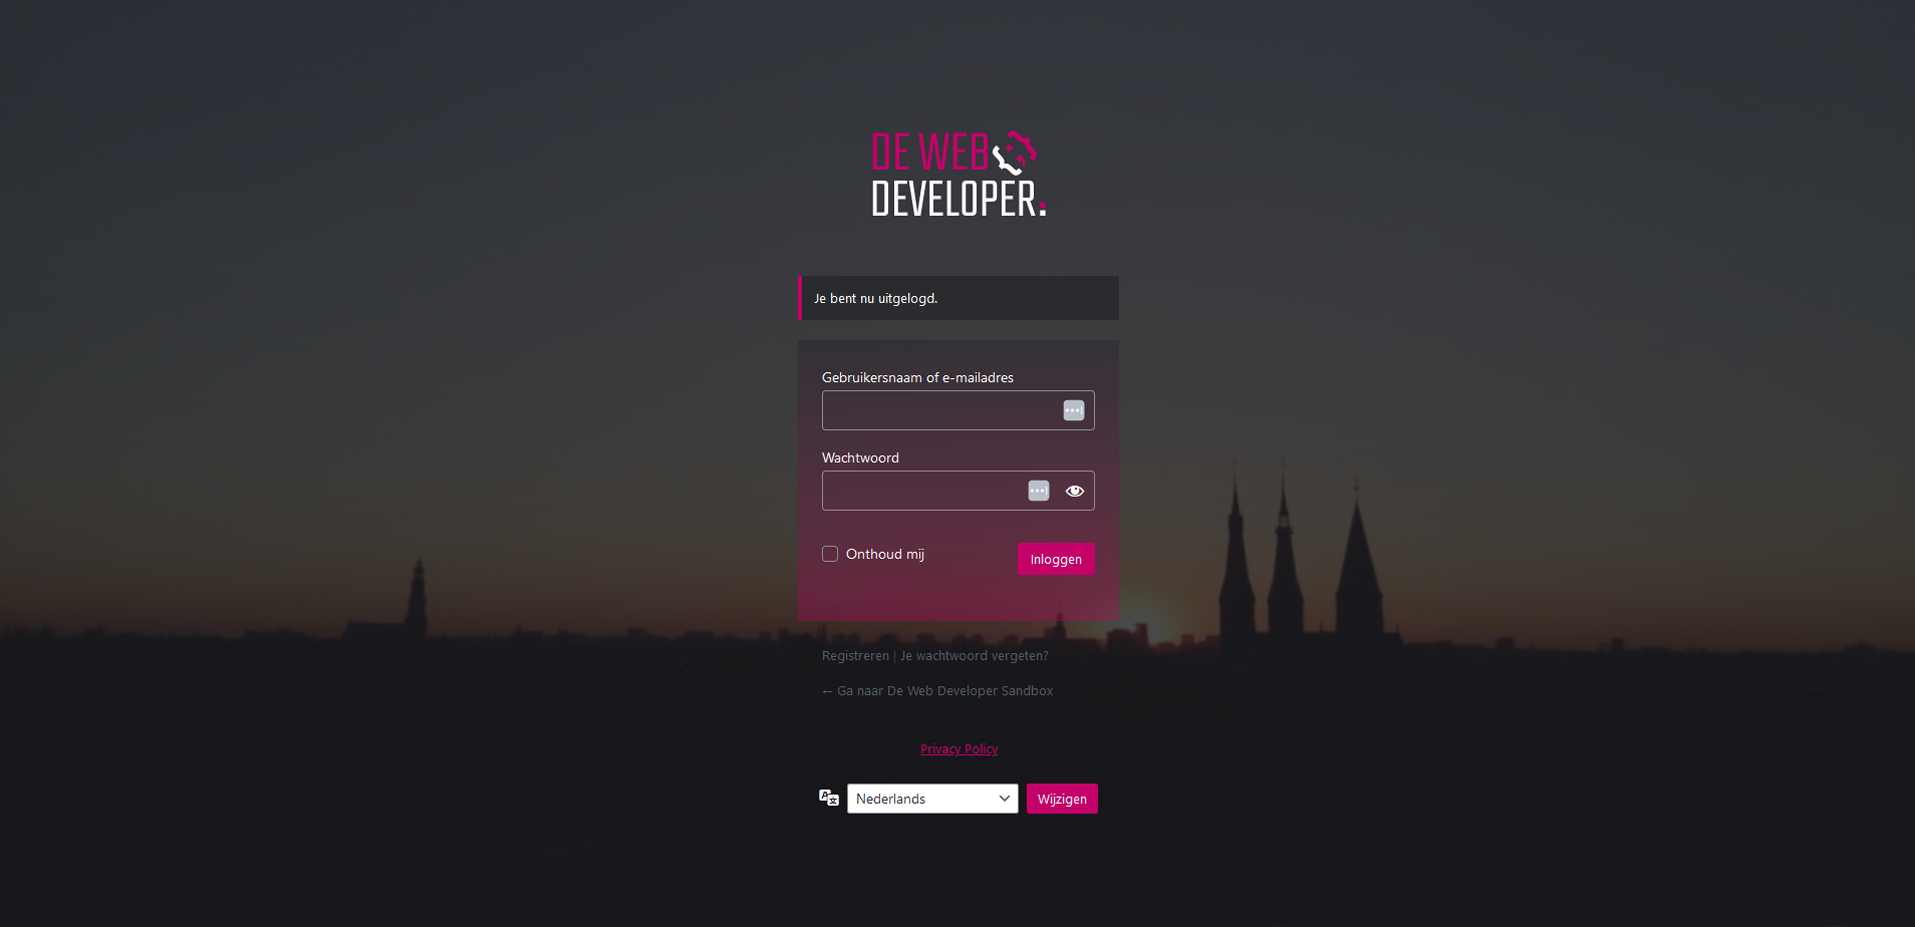 DE WEB
DEVELOPER.
Je bent nu uitgelogd.
Gebruikersnaam of e-mailadres
Wachtwoord
Onthoud mij
Inloggen
Registreren | Je wachtwoord vergeten?
← Ga naar De Web Developer Sandbox
Privacy Policy
Nederlands
Wijzigen